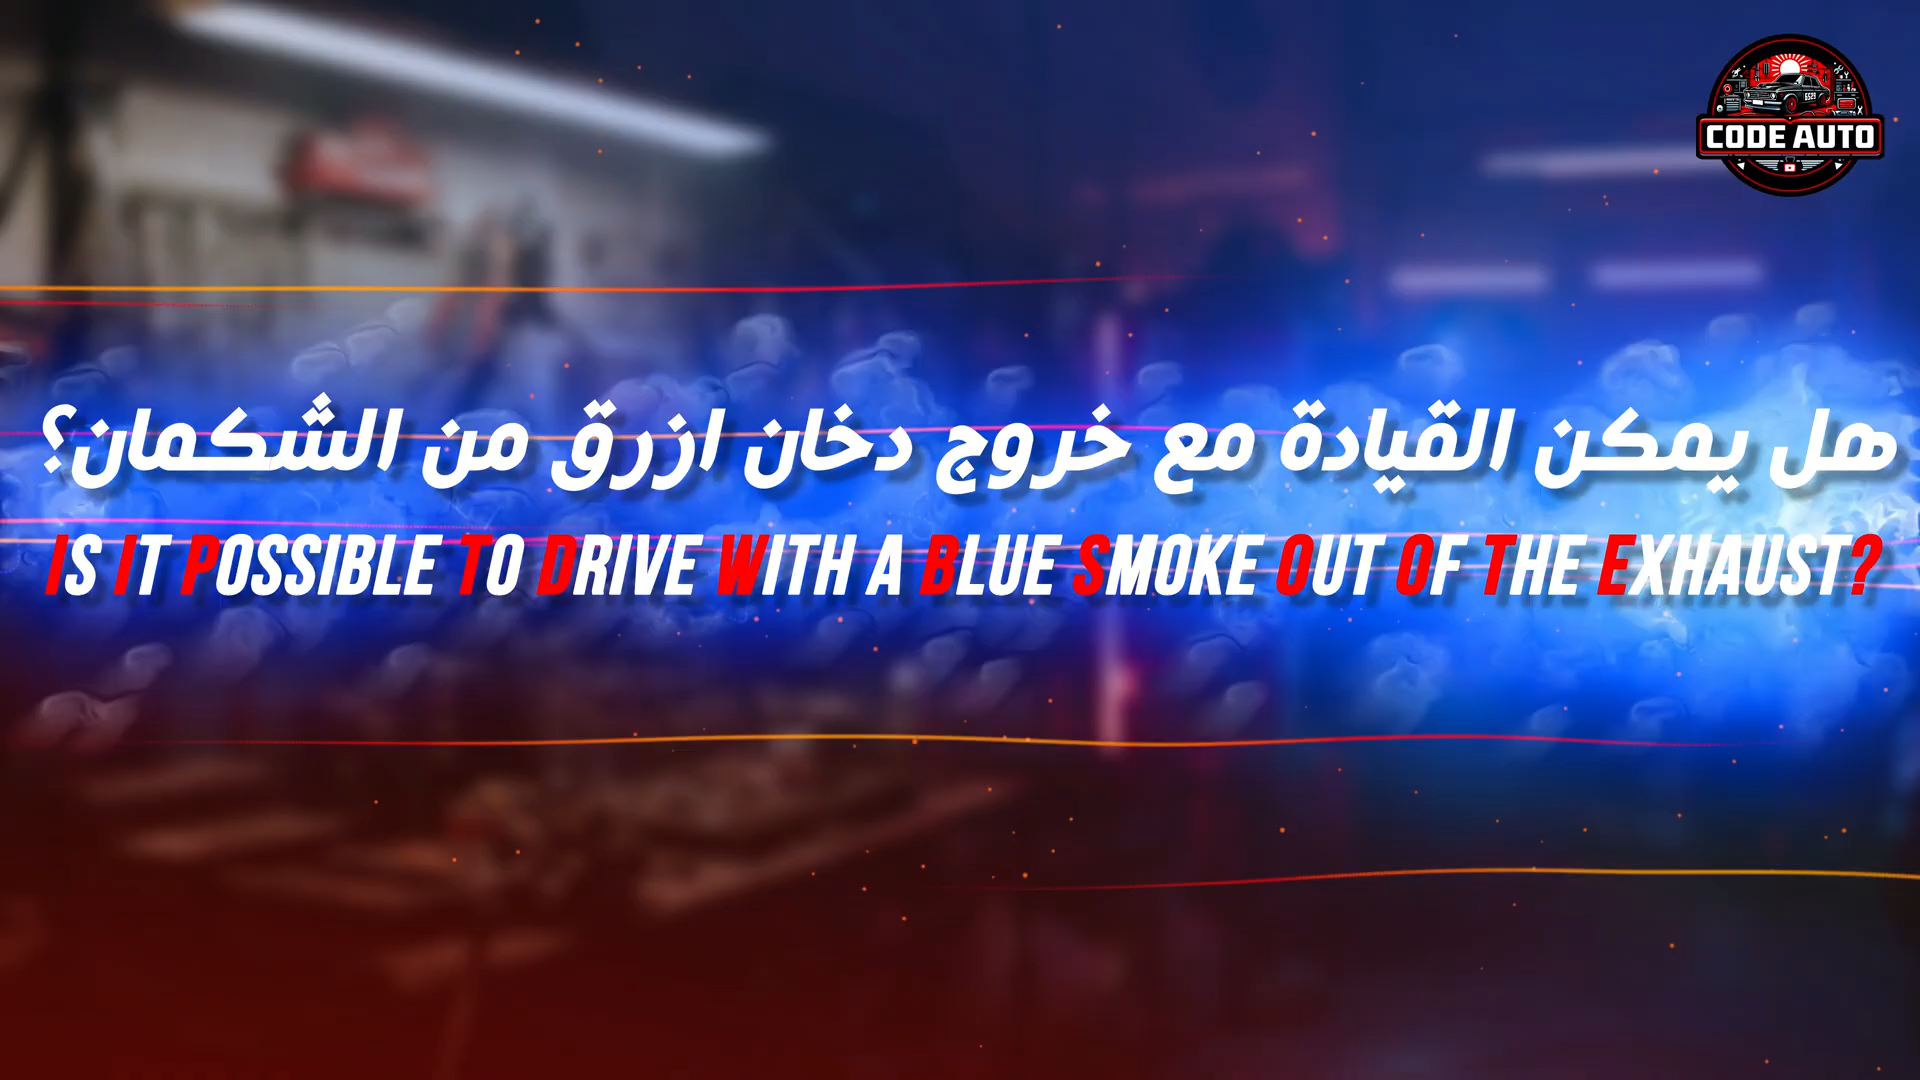 CODE AUTO
هل يمكن القيادة مع خروج دخان ازرق من الشكمان؟
IS IT POSSIBLE TO DRIVE WITH A BLUE SMOKE OUT OF THE EXHAUST?